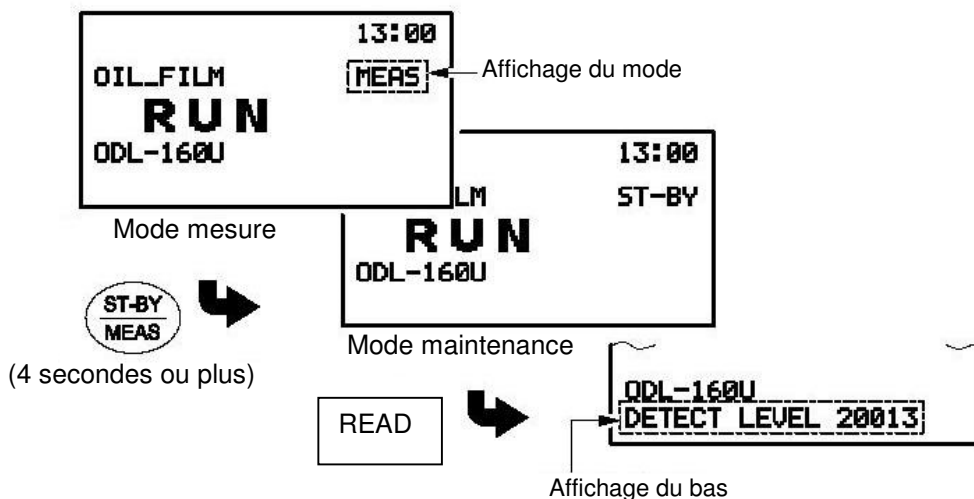 13:00
OIL_FILM MEAS
Affichage du mode
RUN
ODL-160U
Mode mesure
13:00
LM ST-BY
RUN
ODL-160U
Mode maintenance
ST-BY
MEAS
(4 secondes ou plus)
READ
ODL-160U
DETECT LEVEL 20013
Affichage du bas